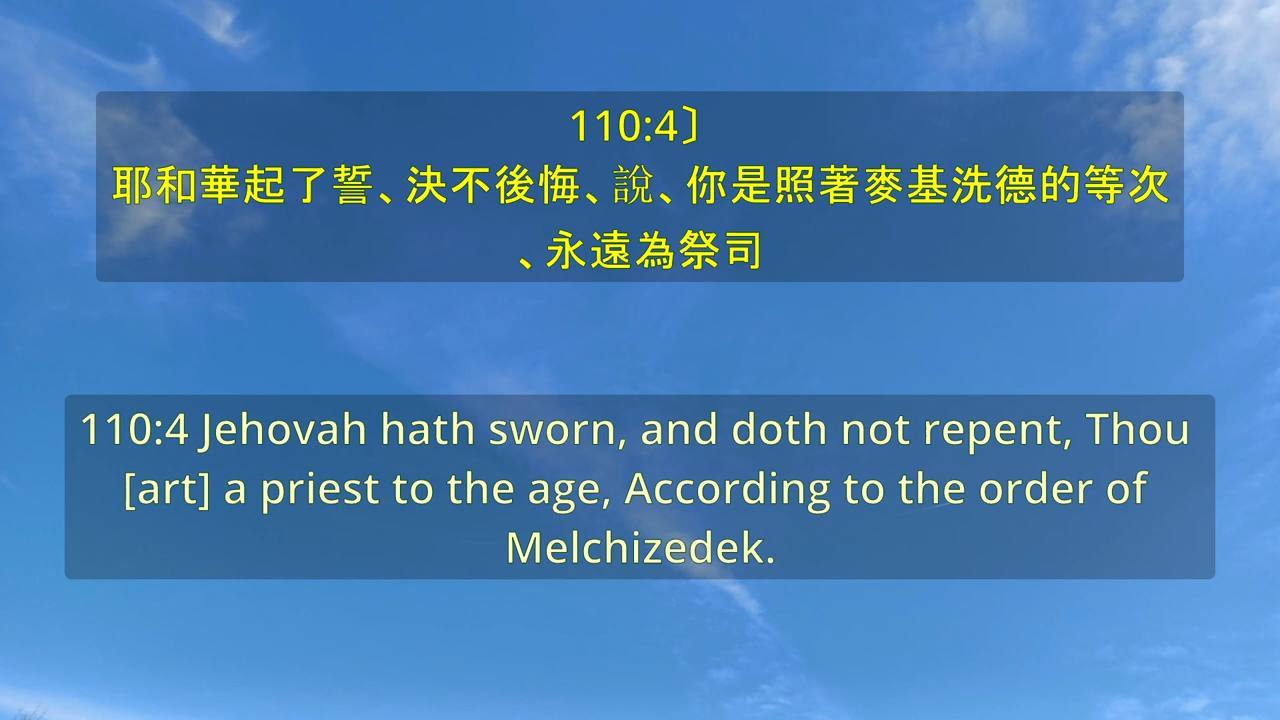 110:4〕
耶和華起了誓、決不後悔、說、你是照著麥基洗德的等次
、永遠為祭司
110:4 Jehovah hath sworn, and doth not repent, Thou
[art] a priest to the age, According to the order of
Melchizedek.